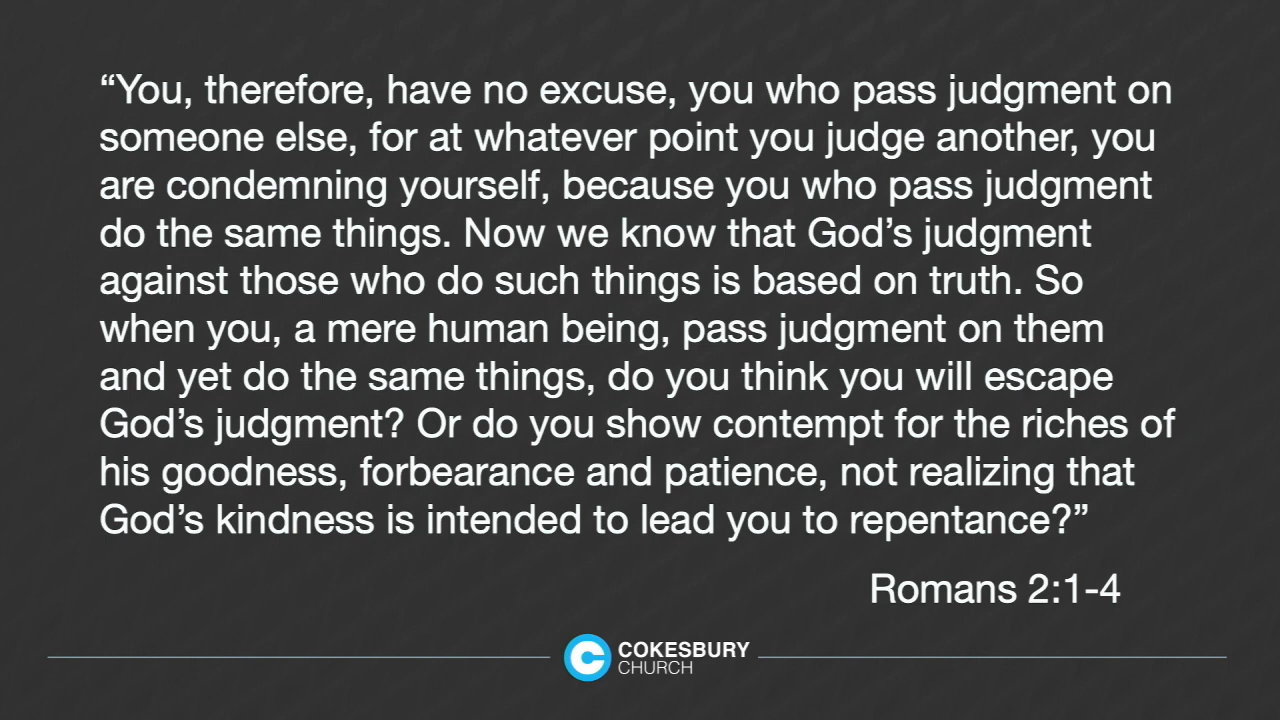 “You, therefore, have no excuse, you who pass judgment on
someone else, for at whatever point you judge another, you
are condemning yourself, because you who pass judgment
do the same things. Now we know that God’s judgment
against those who do such things is based on truth. So
when you, a mere human being, pass judgment on them
and yet do the same things, do you think you will escape
God’s judgment? Or do you show contempt for the riches of
his goodness, forbearance and patience, not realizing that
God’s kindness is intended to lead you to repentance?”
Romans 2:1-4
COKESBURY
CHURCH